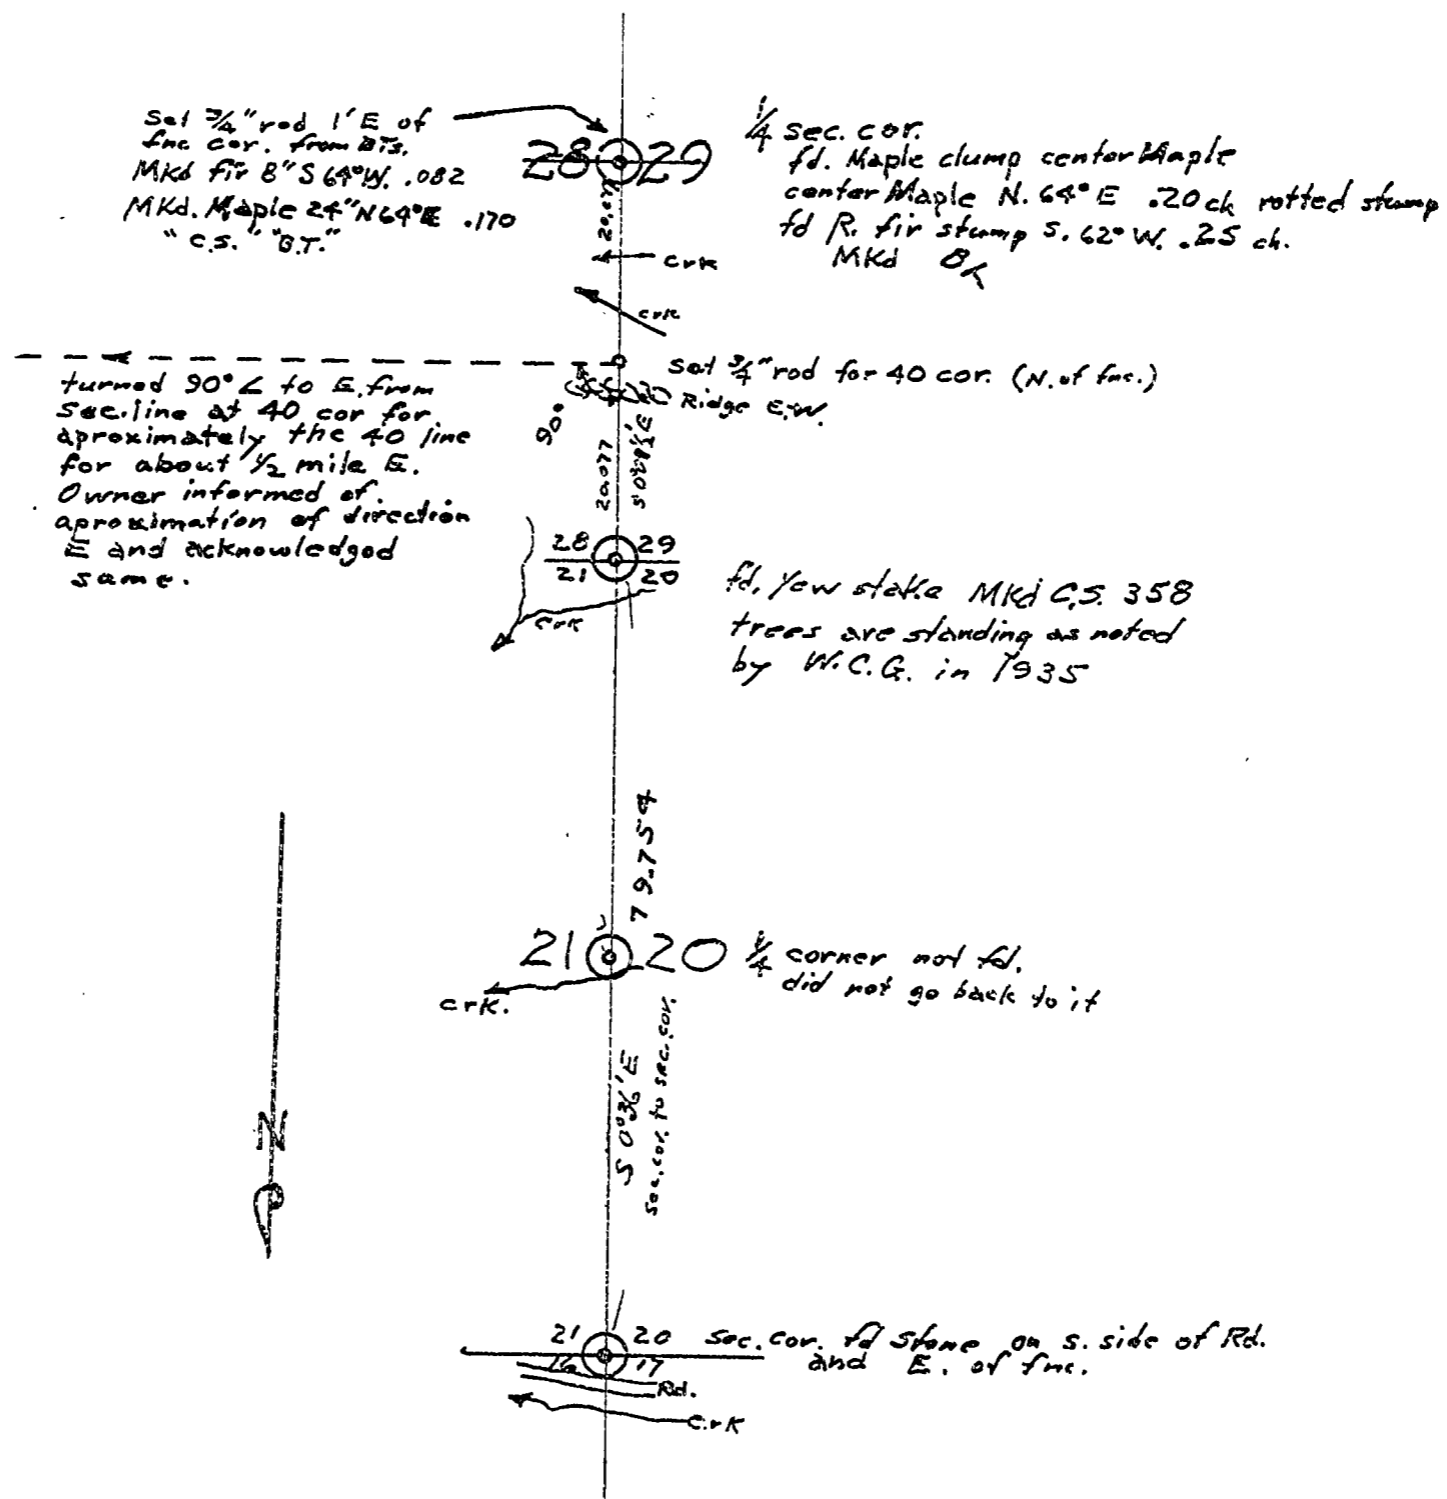 Set 3/4" rod 1' E of
fnc cor. from BTs.
Mkd fir 8" S 64° W. .082
MKd. Maple 24" N 64° E .170
"C.S." "B.T."
28 29
1/4 sec. cor.
fd. Maple clump center Maple
center Maple N. 64° E .20 ch rotted stump
fd R. fir stump S. 62° W. .25 ch.
MKd
20.077
crk
crk
Set 3/4" rod for 40 cor. (N. of fnc.)
Ridge E.W.
turned 90° ∠ to E. from
sec. line at 40 cor for
aproximately the 40 line
for about 1/2 mile E.
Owner informed of
aproximation of direction
E and acknowledged
same.
90°
20.077
28 29
21 20
crk
fd. yew stake MKd C.S. 358
trees are standing as noted
by W.C.G. in 1935
79.754
21 20
1/4 corner not fd.
did not go back to it
crK.
S 0°36' E
sec. cor. to sec. cor.
N
21 20
16 17
sec. cor. fd stone on s. side of Rd.
and E. of fnc.
Rd.
CrK